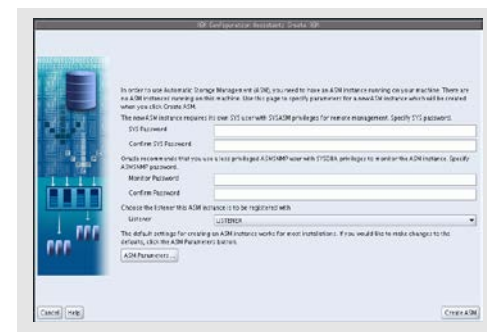 ASM Configuration Assistant: Create ASM
In order to use Automatic Storage Management (ASM), you need to have an ASM instance running on your machine. There are
no ASM instances running on this machine. Use this page to specify parameters for a new ASM instance which will be created
when you click Create ASM.
The new ASM instance requires its own SYS user with SYSASM privileges for remote management. Specify SYS password.
SYS Password
Confirm SYS Password
Oracle recommends that you use a less privileged ASMSNMP user with SYSDBA privileges to monitor the ASM instance. Specify
ASMSNMP password.
Monitor Password
Confirm Password
Choose the listener this ASM instance is to be registered with
Listener
LISTENER
The default settings for creating an ASM instance works for most installations. If you would like to make changes to the
defaults, click the ASM Parameters button.
ASM Parameters ...
Cancel
Help
Create ASM